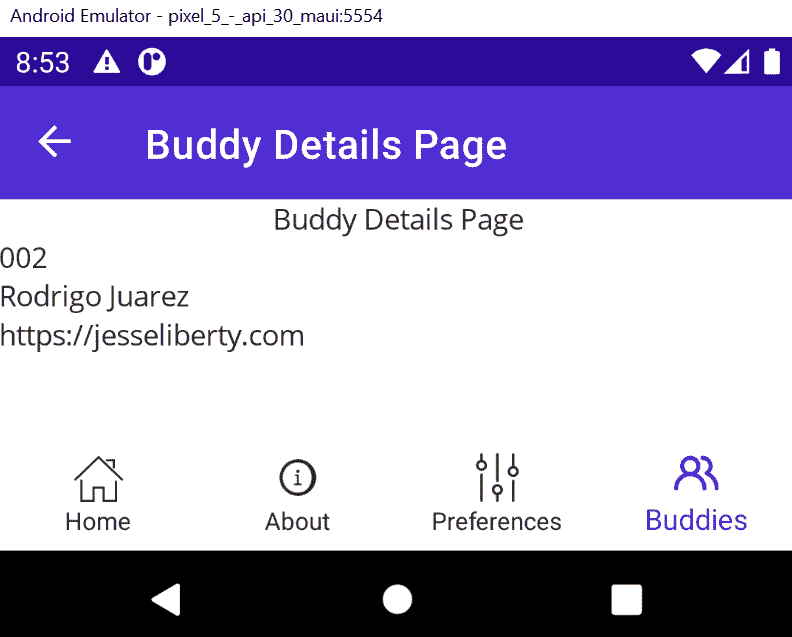 Android Emulator - pixel_5_-_api_30_maui:5554
8:53
Buddy Details Page
Buddy Details Page
002
Rodrigo Juarez
https://jesseliberty.com
Home About Preferences Buddies